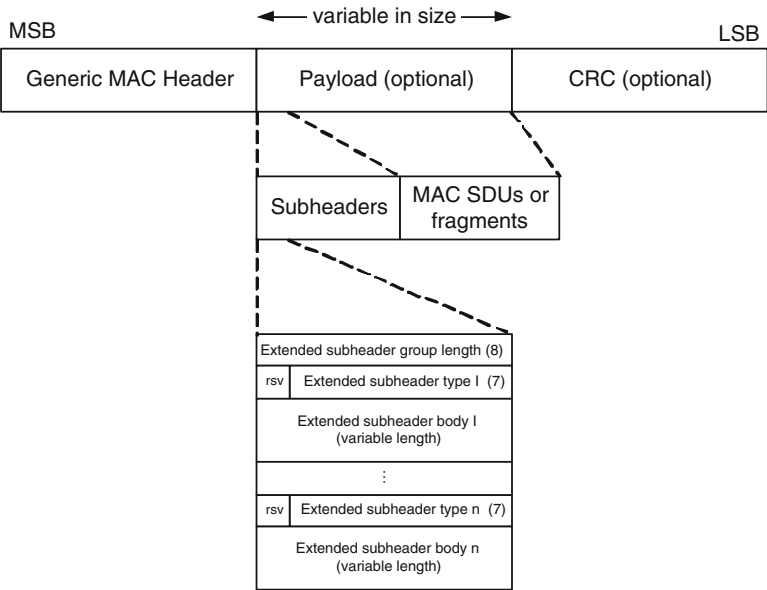 variable in size
MSB
LSB
Generic MAC Header
Payload (optional)
CRC (optional)
Subheaders
MAC SDUs or
fragments
Extended subheader group length (8)
rsv
Extended subheader type I (7)
Extended subheader body I
(variable length)
⋮
rsv
Extended subheader type n (7)
Extended subheader body n
(variable length)